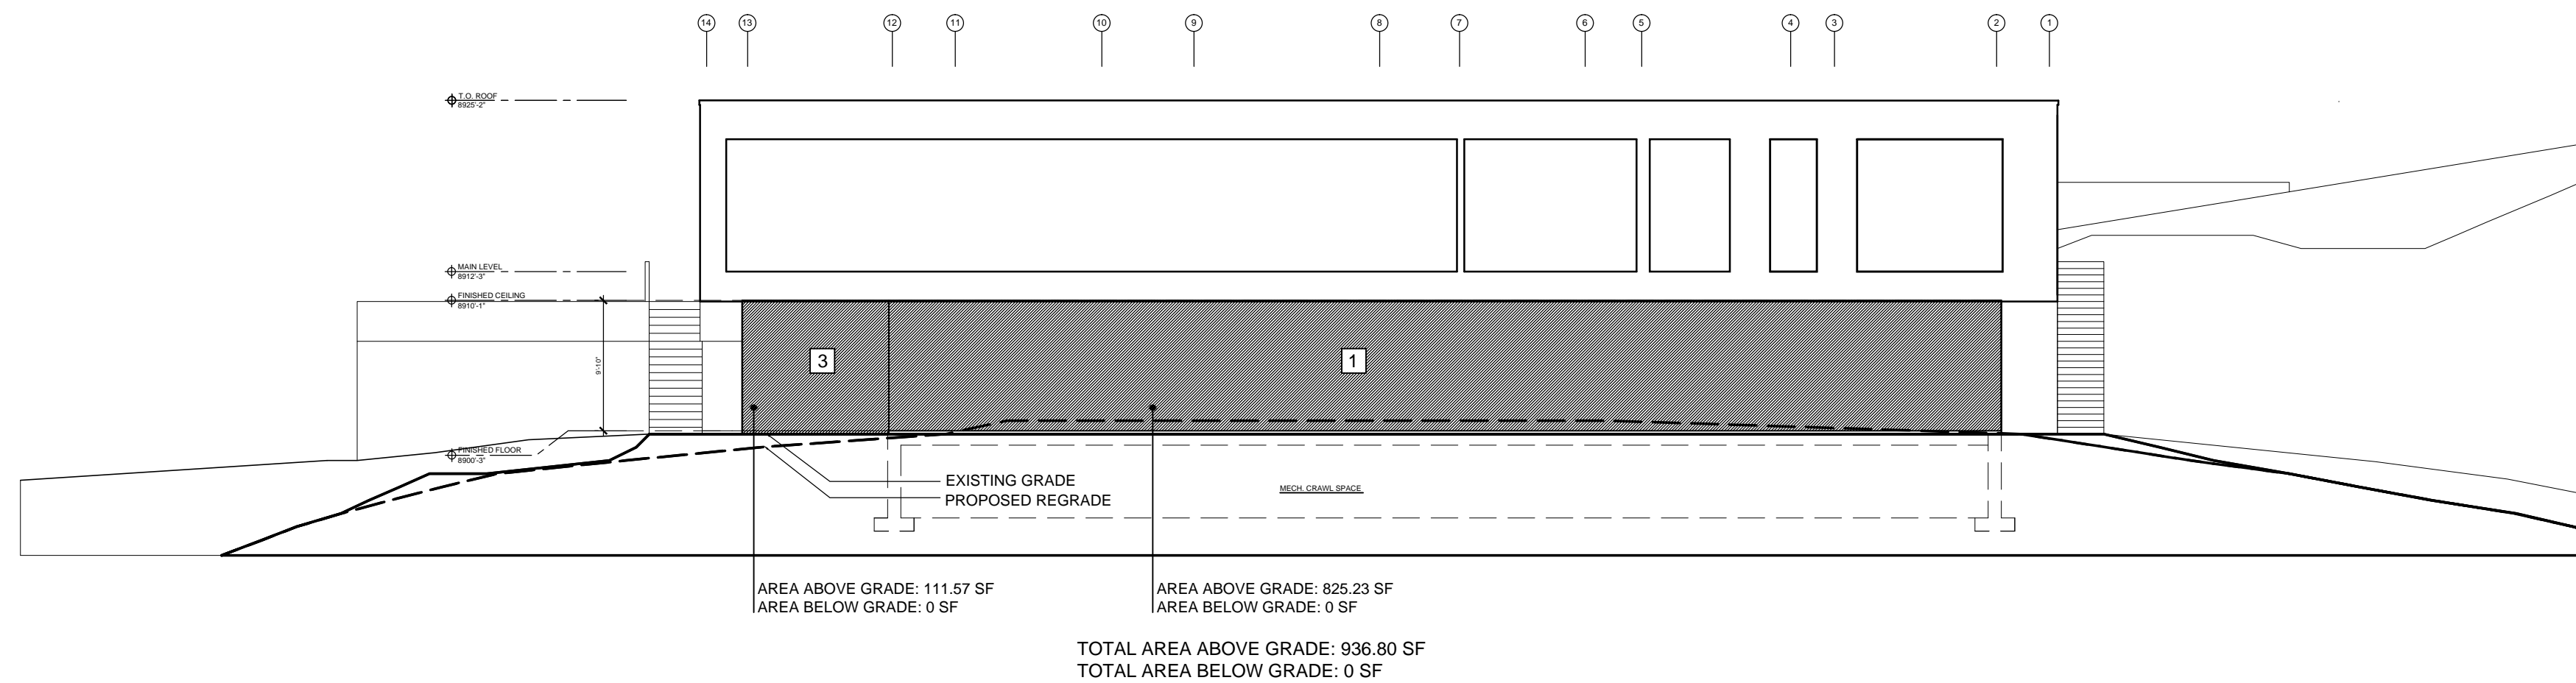 14 13 12 11 10 9 8 7 6 5 4 3 2 1
T.O. ROOF
8925'-2"
MAIN LEVEL
8912'-3"
FINISHED CEILING
8910'-1"
9'-10"
3
1
FINISHED FLOOR
8900'-3"
EXISTING GRADE
PROPOSED REGRADE
MECH. CRAWL SPACE
AREA ABOVE GRADE: 111.57 SF
AREA BELOW GRADE: 0 SF
AREA ABOVE GRADE: 825.23 SF
AREA BELOW GRADE: 0 SF
TOTAL AREA ABOVE GRADE: 936.80 SF
TOTAL AREA BELOW GRADE: 0 SF